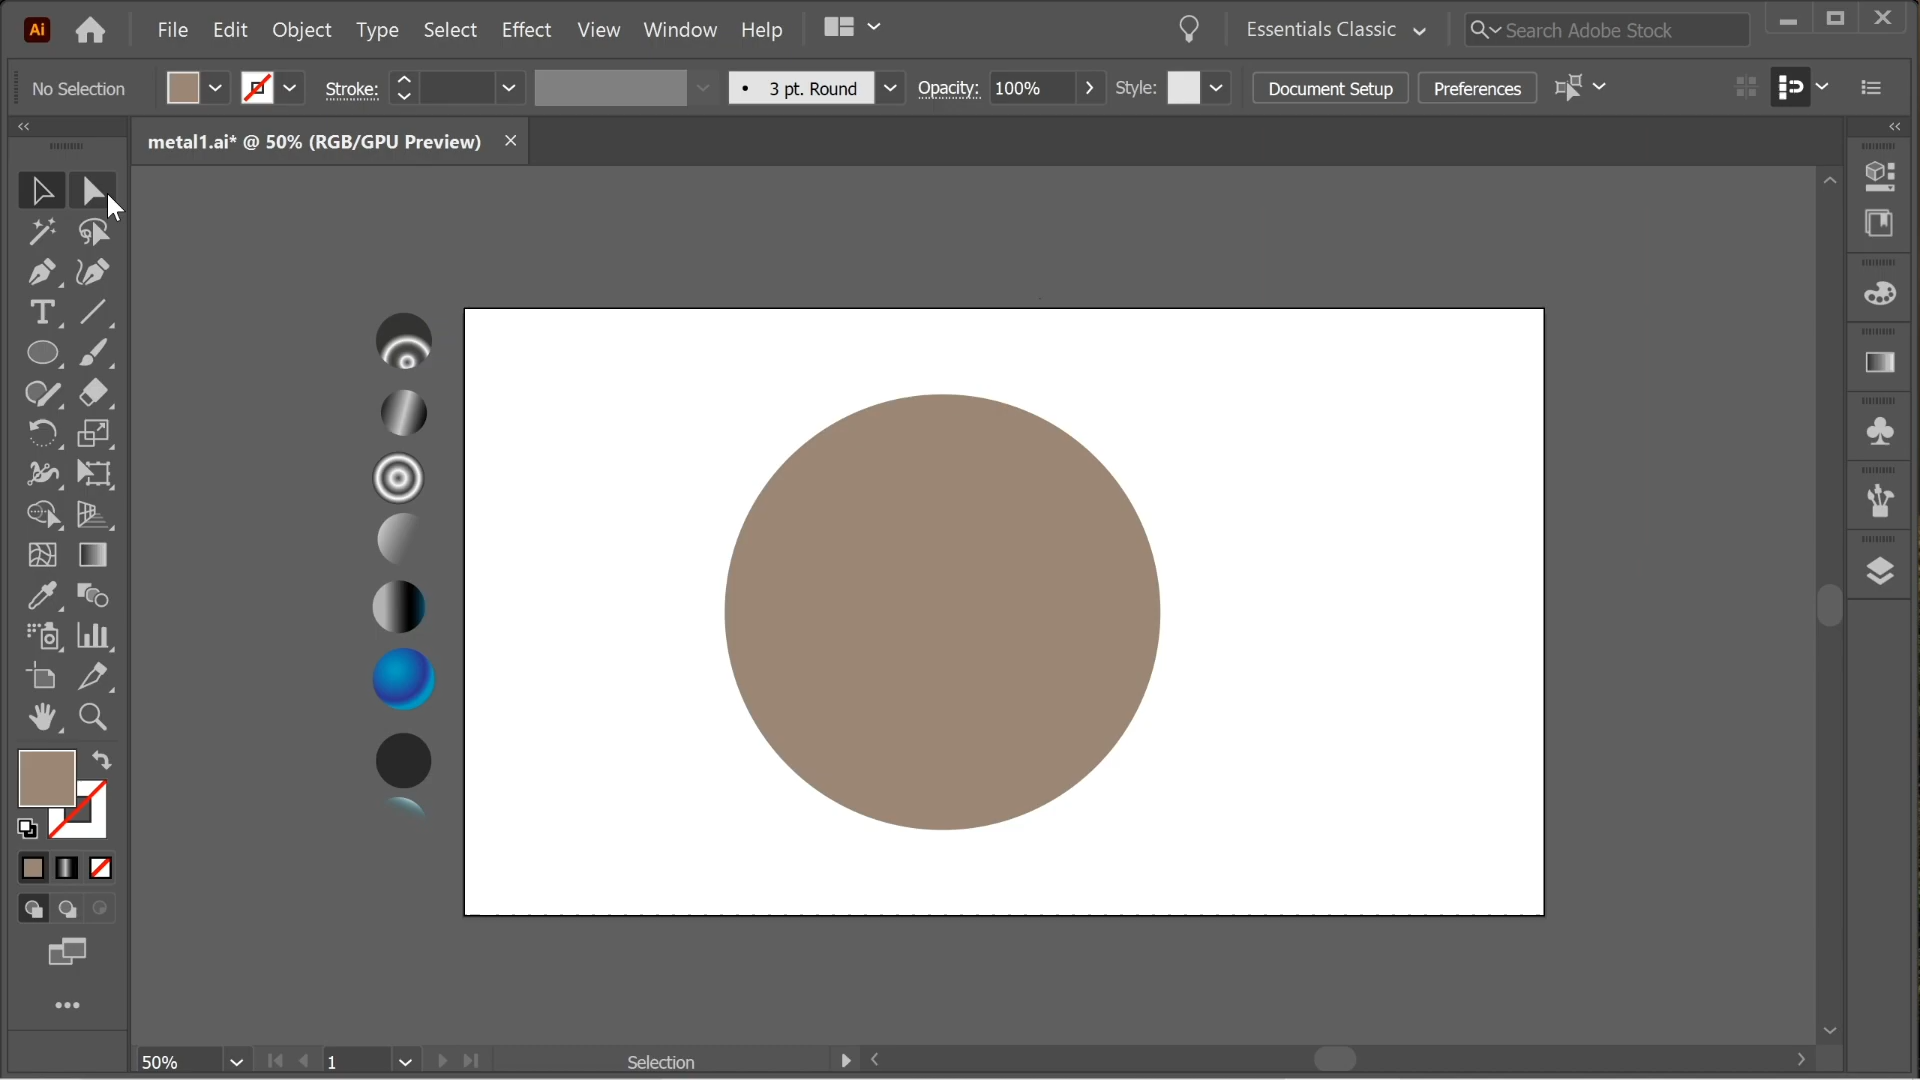 Ai File Edit Object Type Select Effect View Window Help Essentials Classic Search Adobe Stock
No Selection Stroke: 3 pt. Round Opacity: 100% Style: Document Setup Preferences
metal1.ai* @ 50% (RGB/GPU Preview)
T
50% 1 Selection